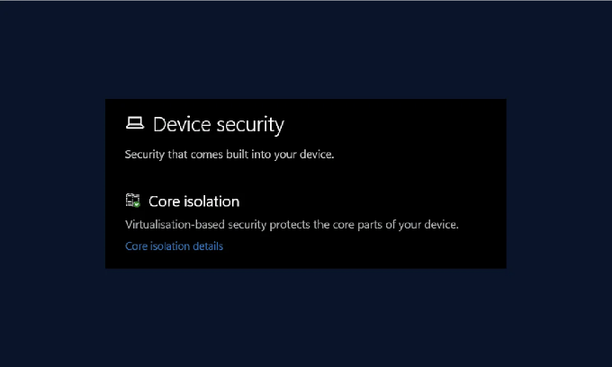 Device security
Security that comes built into your device.
Core isolation
Virtualisation-based security protects the core parts of your device.
Core isolation details